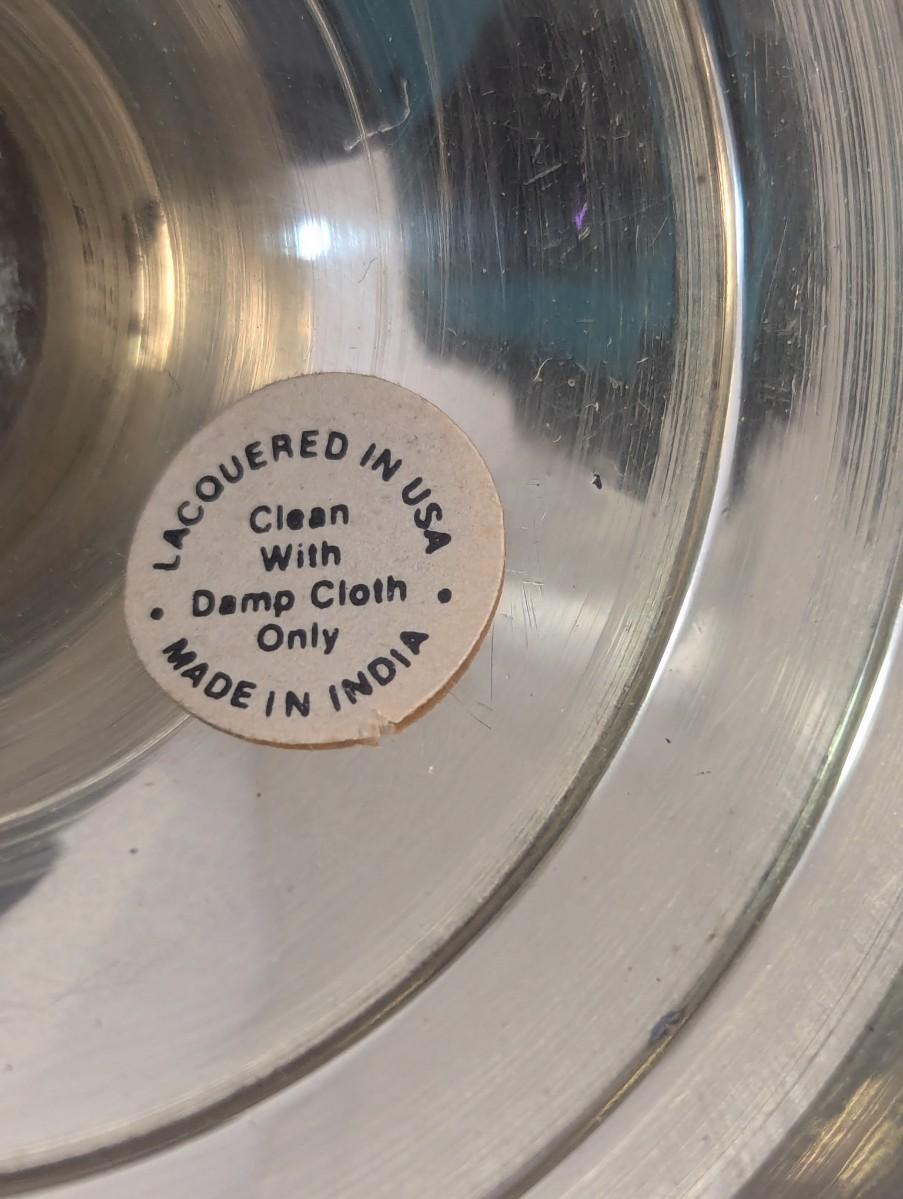 LACQUERED IN USA
Clean
With
Damp Cloth
Only
• MADE IN INDIA •